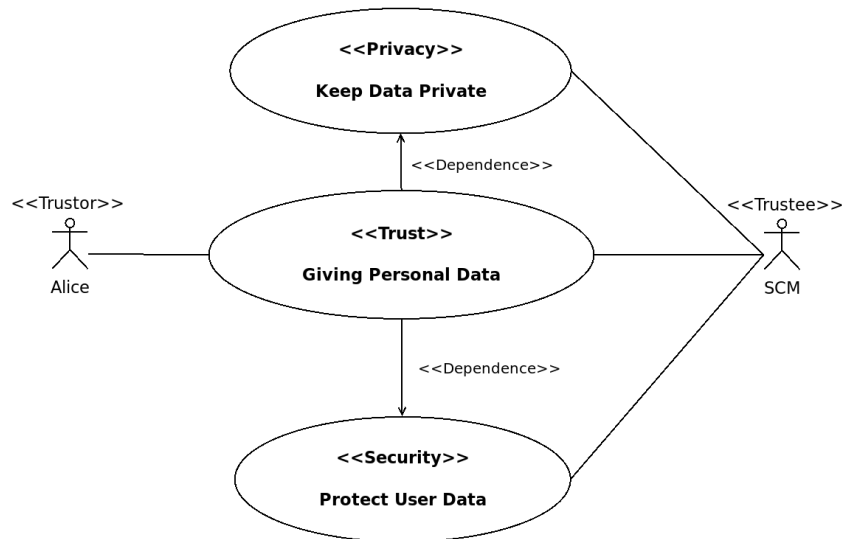 <<Privacy>>
Keep Data Private
<<Dependence>>
<<Trustor>>
<<Trustee>>
<<Trust>>
Giving Personal Data
Alice
SCM
<<Dependence>>
<<Security>>
Protect User Data